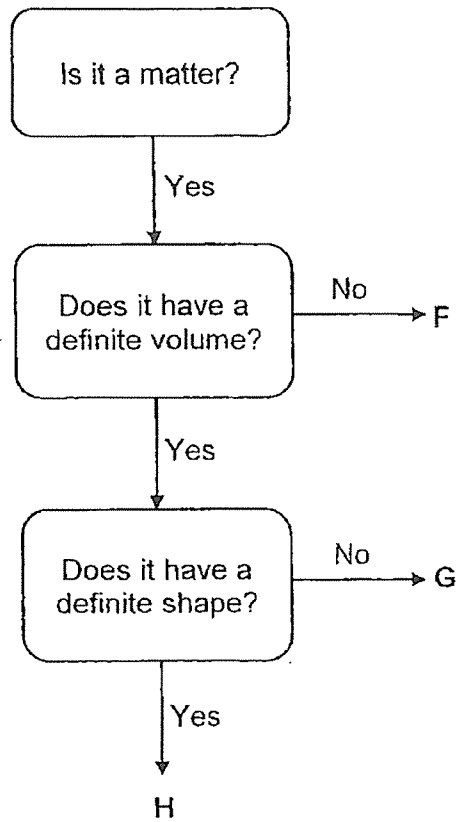 Is it a matter?
Yes
Does it have a
definite volume?
No
F
Yes
Does it have a
definite shape?
No
G
Yes
H